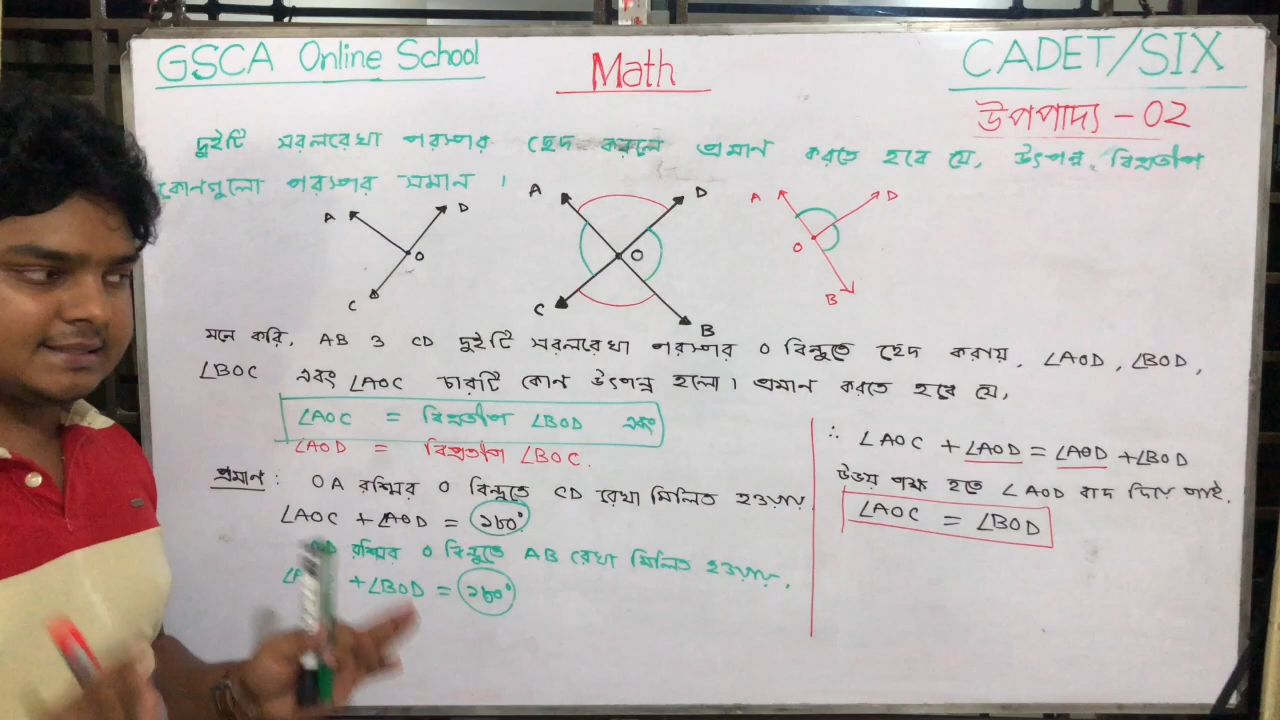 GSCA Online School
Math
CADET/SIX
উপপাদ্য - 02
দুইটি সরলরেখা পরস্পর ছেদ করলে প্রমান করতে হবে যে, উৎপন্ন বিপ্রতীপ
কোনগুলো পরস্পর সমান ।
A D O C
A D O C B
A D O B
মনে করি, AB ও CD দুইটি সরলরেখা পরস্পর O বিন্দুতে ছেদ করায়, ∠AOD, ∠BOD,
∠BOC এবং ∠AOC চারটি কোন উৎপন্ন হলো। প্রমান করতে হবে যে,
∠AOC = বিপ্রতীপ ∠BOD এবং
∠AOD = বিপ্রতীপ ∠BOC.
প্রমান : OA রশ্মির O বিন্দুতে CD রেখা মিলিত হওয়ায়,
∠AOC + ∠AOD = ১৮০°
রশ্মির O বিন্দুতে AB রেখা মিলিত হওয়ায়,
+ ∠BOD = ১৮০°
∴ ∠AOC + ∠AOD = ∠AOD + ∠BOD
উভয় পক্ষ হতে ∠AOD বাদ দিয়ে পাই,
∠AOC = ∠BOD